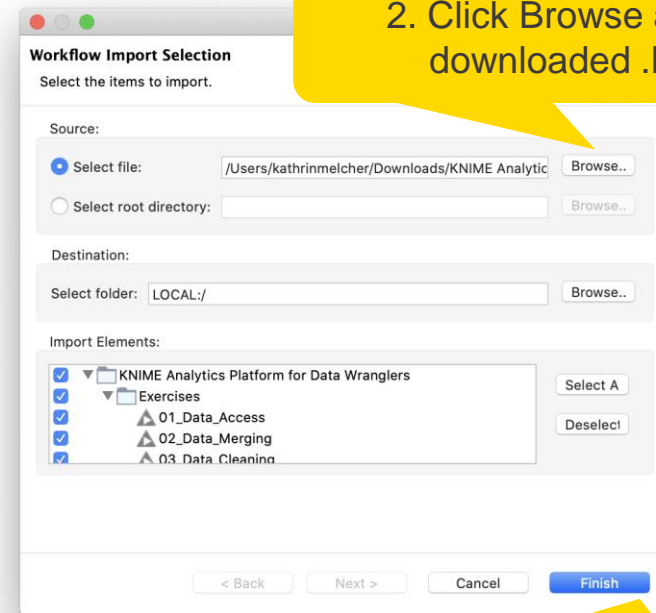 2. Click Browse
downloaded
Workflow Import Selection
Select the items to import.
Source:
Select file: /Users/kathrinmelcher/Downloads/KNIME Analytic Browse..
Select root directory: Browse..
Destination:
Select folder: LOCAL:/ Browse..
Import Elements:
KNIME Analytics Platform for Data Wranglers
Select A
Exercises
01_Data_Access
Deselect
02_Data_Merging
03_Data_Cleaning
< Back Next > Cancel Finish